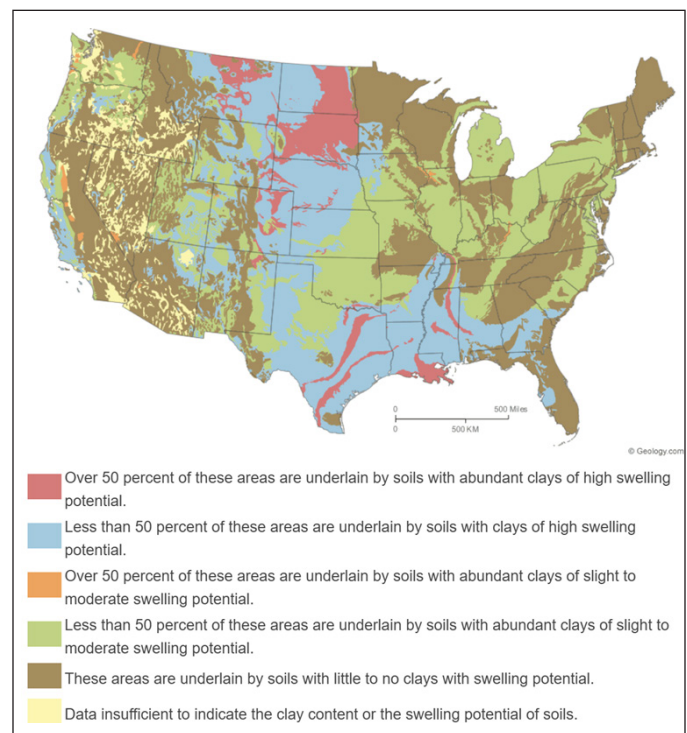 0
500 Miles
0
500 KM
© Geology.com
Over 50 percent of these areas are underlain by soils with abundant clays of high swelling
potential.
Less than 50 percent of these areas are underlain by soils with clays of high swelling
potential.
Over 50 percent of these areas are underlain by soils with abundant clays of slight to
moderate swelling potential.
Less than 50 percent of these areas are underlain by soils with abundant clays of slight to
moderate swelling potential.
These areas are underlain by soils with little to no clays with swelling potential.
Data insufficient to indicate the clay content or the swelling potential of soils.